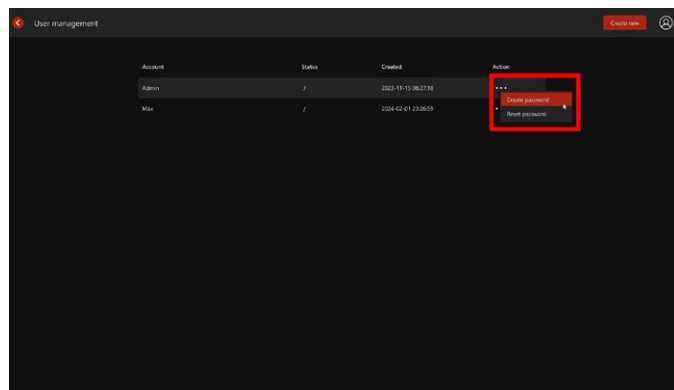 User management
Create new
Account Status Created Action
Admin / 2023-11-15 08:27:18 •••
Create password
Max / 2024-02-01 23:26:59
Reset password